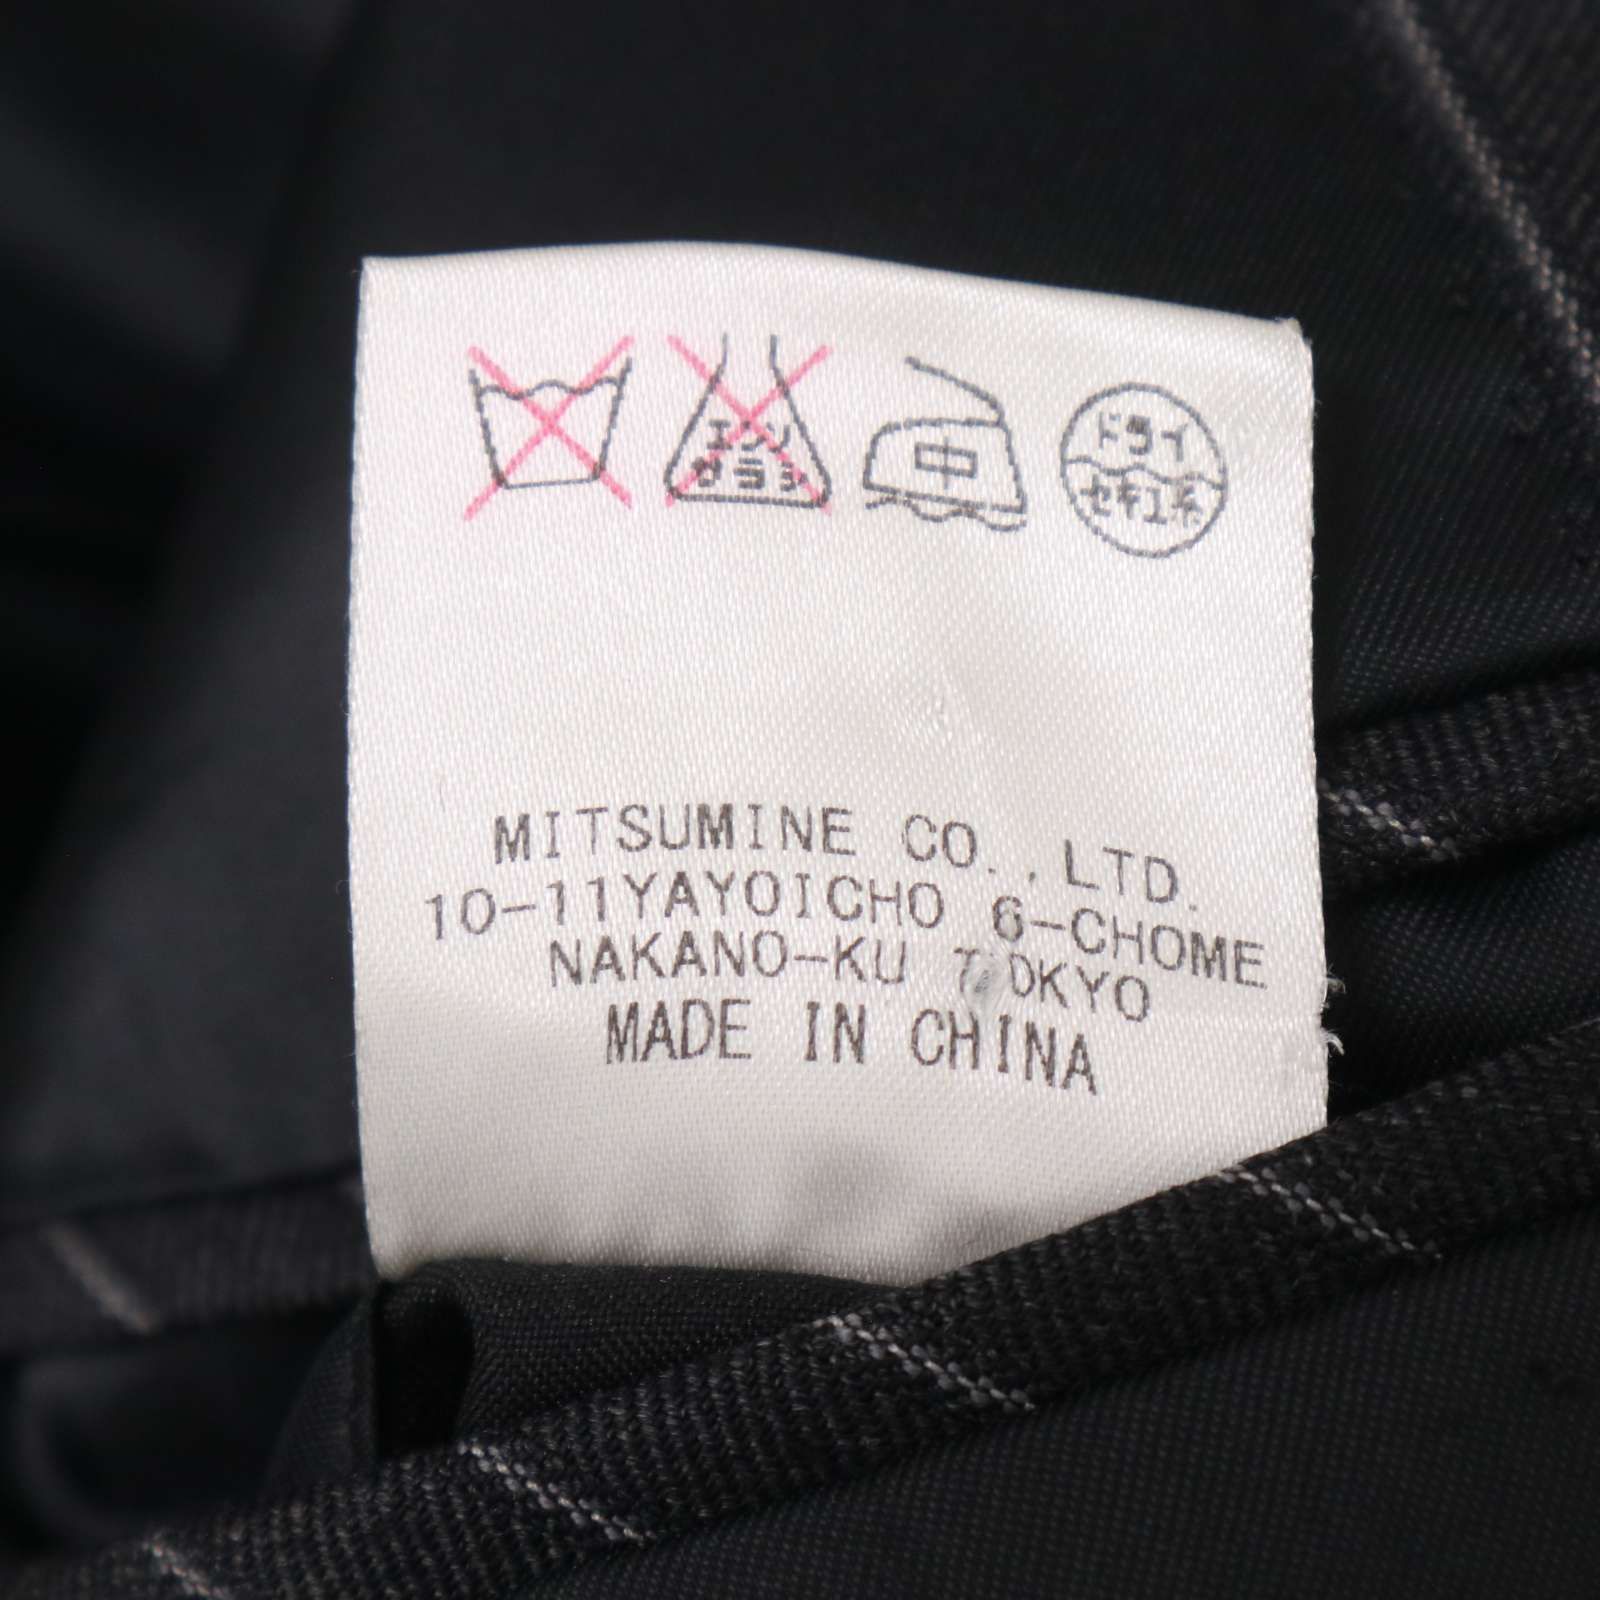 エンソ
サラシ
中
ドライ
セキユ系
MITSUMINE CO.,LTD.
10-11YAYOICHO 6-CHOME
NAKANO-KU TOKYO
MADE IN CHINA